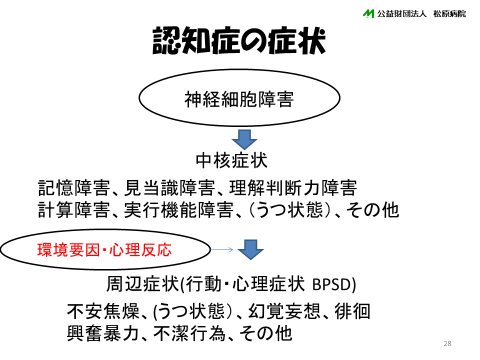 公益財団法人 松原病院
認知症の症状
神経細胞障害
中核症状
記憶障害、見当識障害、理解判断力障害
計算障害、実行機能障害、（うつ状態）、その他
環境要因・心理反応
周辺症状(行動・心理症状 BPSD)
不安焦燥、(うつ状態）、幻覚妄想、徘徊
興奮暴力、不潔行為、その他
28